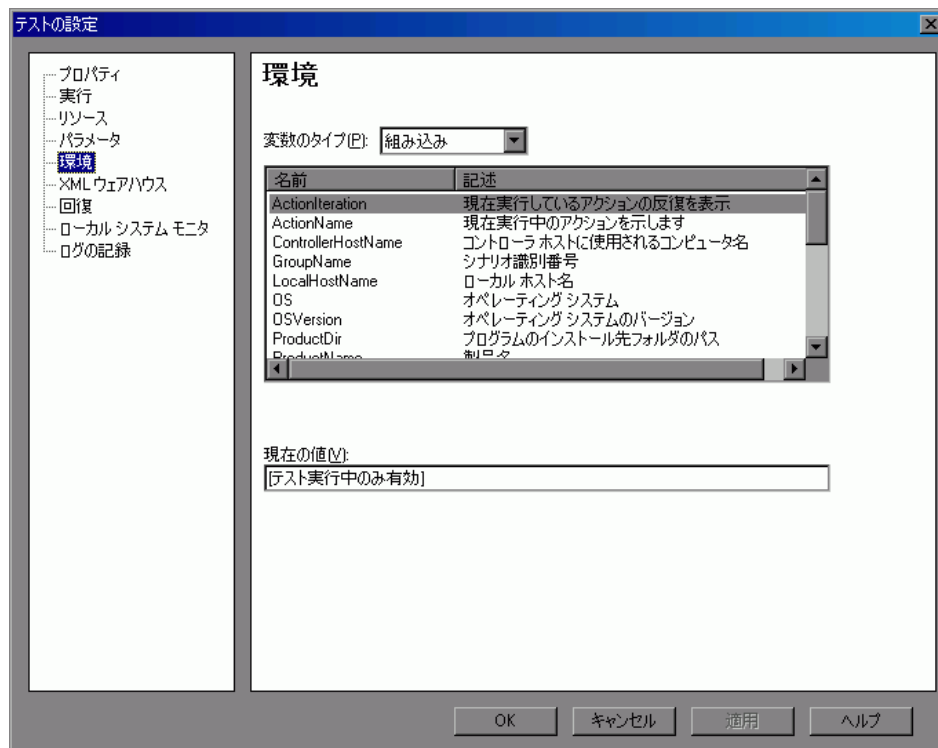 テストの設定
プロパティ
実行
リソース
パラメータ
環境
XML ウェアハウス
回復
ローカル システム モニタ
ログの記録
環境
変数のタイプ(P): 組み込み
名前 記述
ActionIteration 現在実行しているアクションの反復を表示
ActionName 現在実行中のアクションを示します
ControllerHostName コントローラ ホストに使用されるコンピュータ名
GroupName シナリオ識別番号
LocalHostName ローカル ホスト名
OS オペレーティング システム
OSVersion オペレーティング システムのバージョン
ProductDir プログラムのインストール先フォルダのパス
ProductName 製品名
現在の値(V):
[テスト実行中のみ有効]
OK キャンセル 適用 ヘルプ